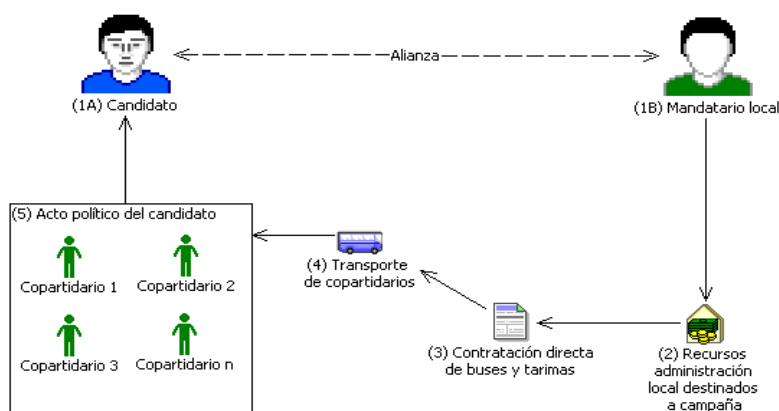 Alianza
(1A) Candidato
(1B) Mandatario local
(5) Acto político del candidato
Copartidario 1
Copartidario 2
Copartidario 3
Copartidario n
(4) Transporte
de copartidarios
(3) Contratación directa
de buses y tarimas
(2) Recursos
administración
local destinados
a campaña